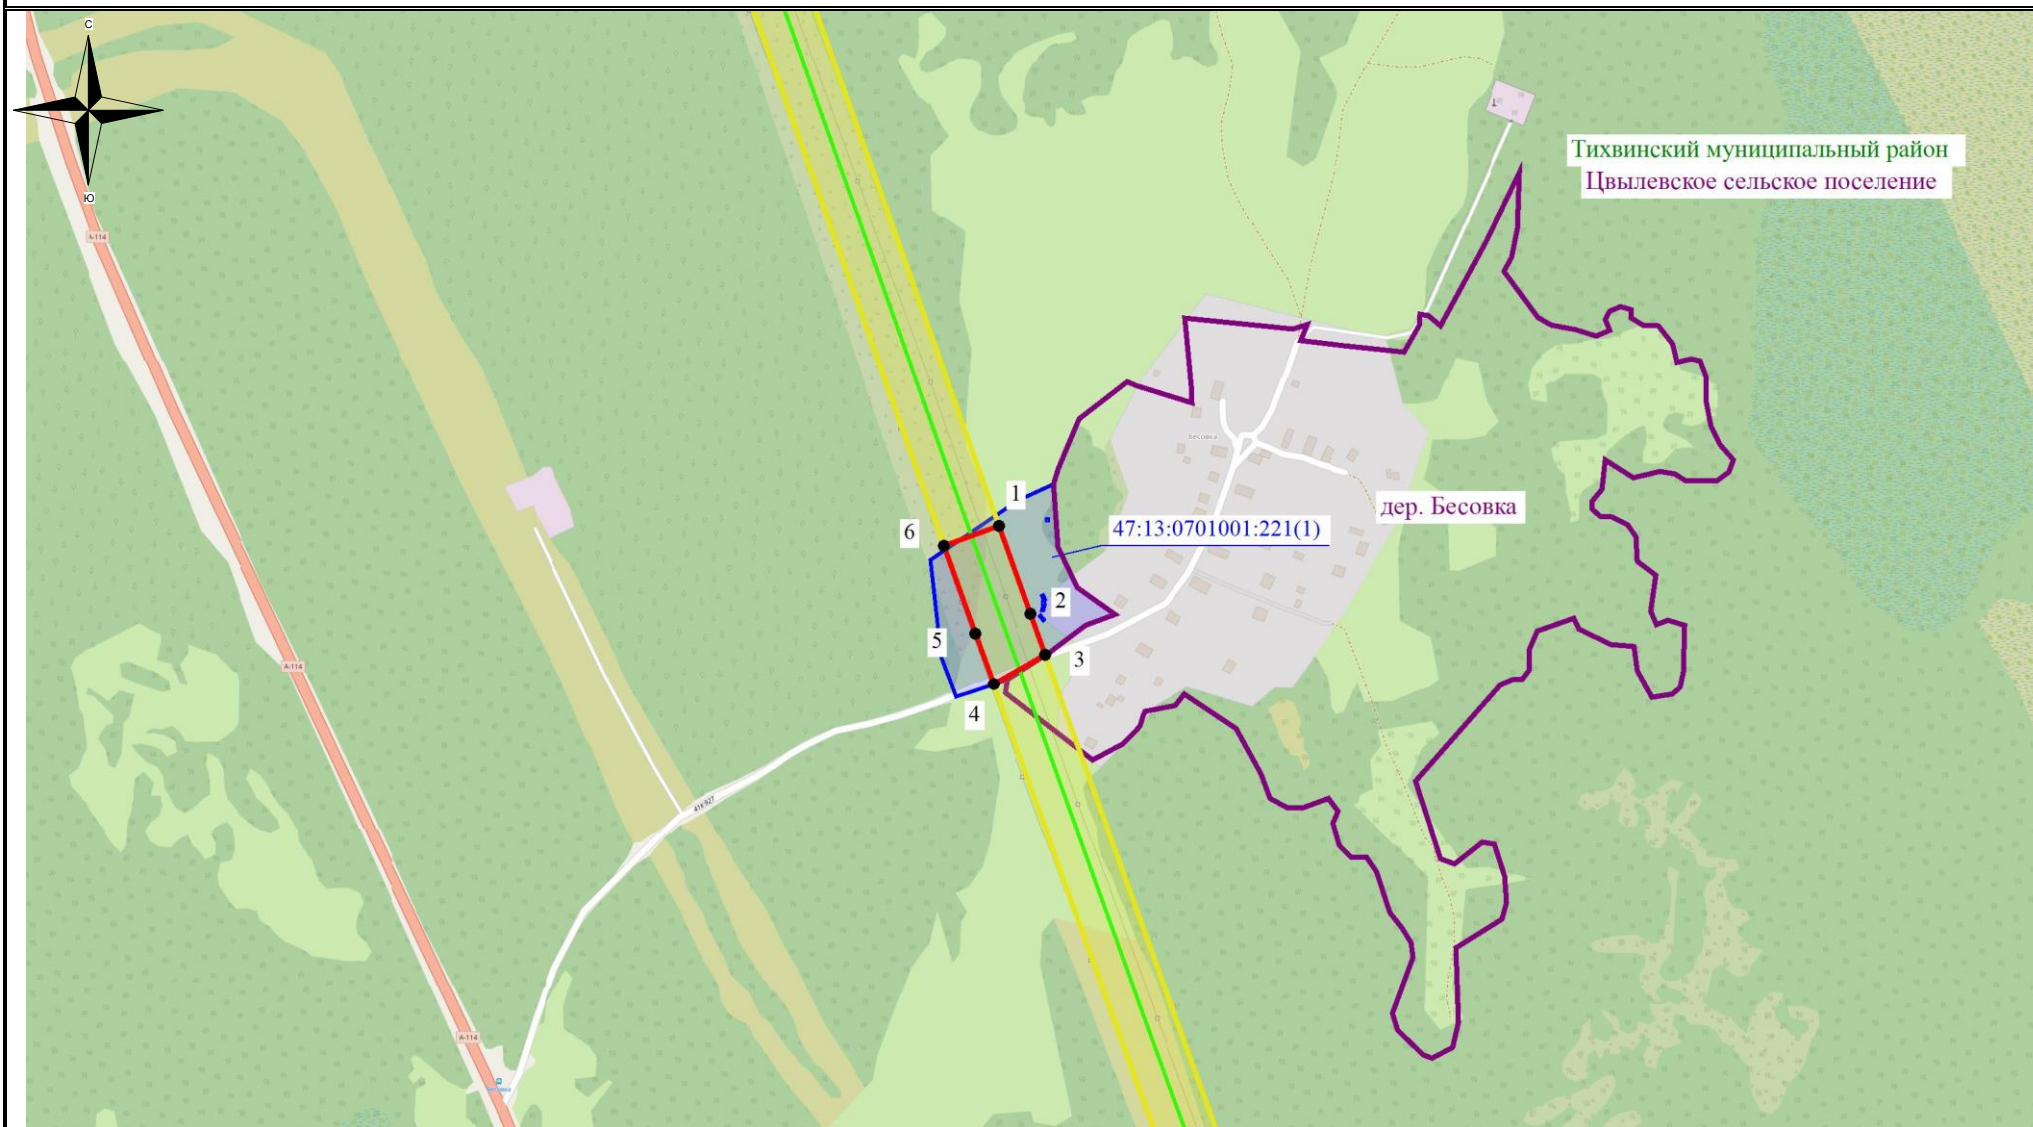 С
Ю
А-114
Тихвинский муниципальный район
Цвылевское сельское поселение
Бесовка
дер. Бесовка
1
6
47:13:0701001:221(1)
2
5
3
4
А-114
41К-927
А-114
Бесовка